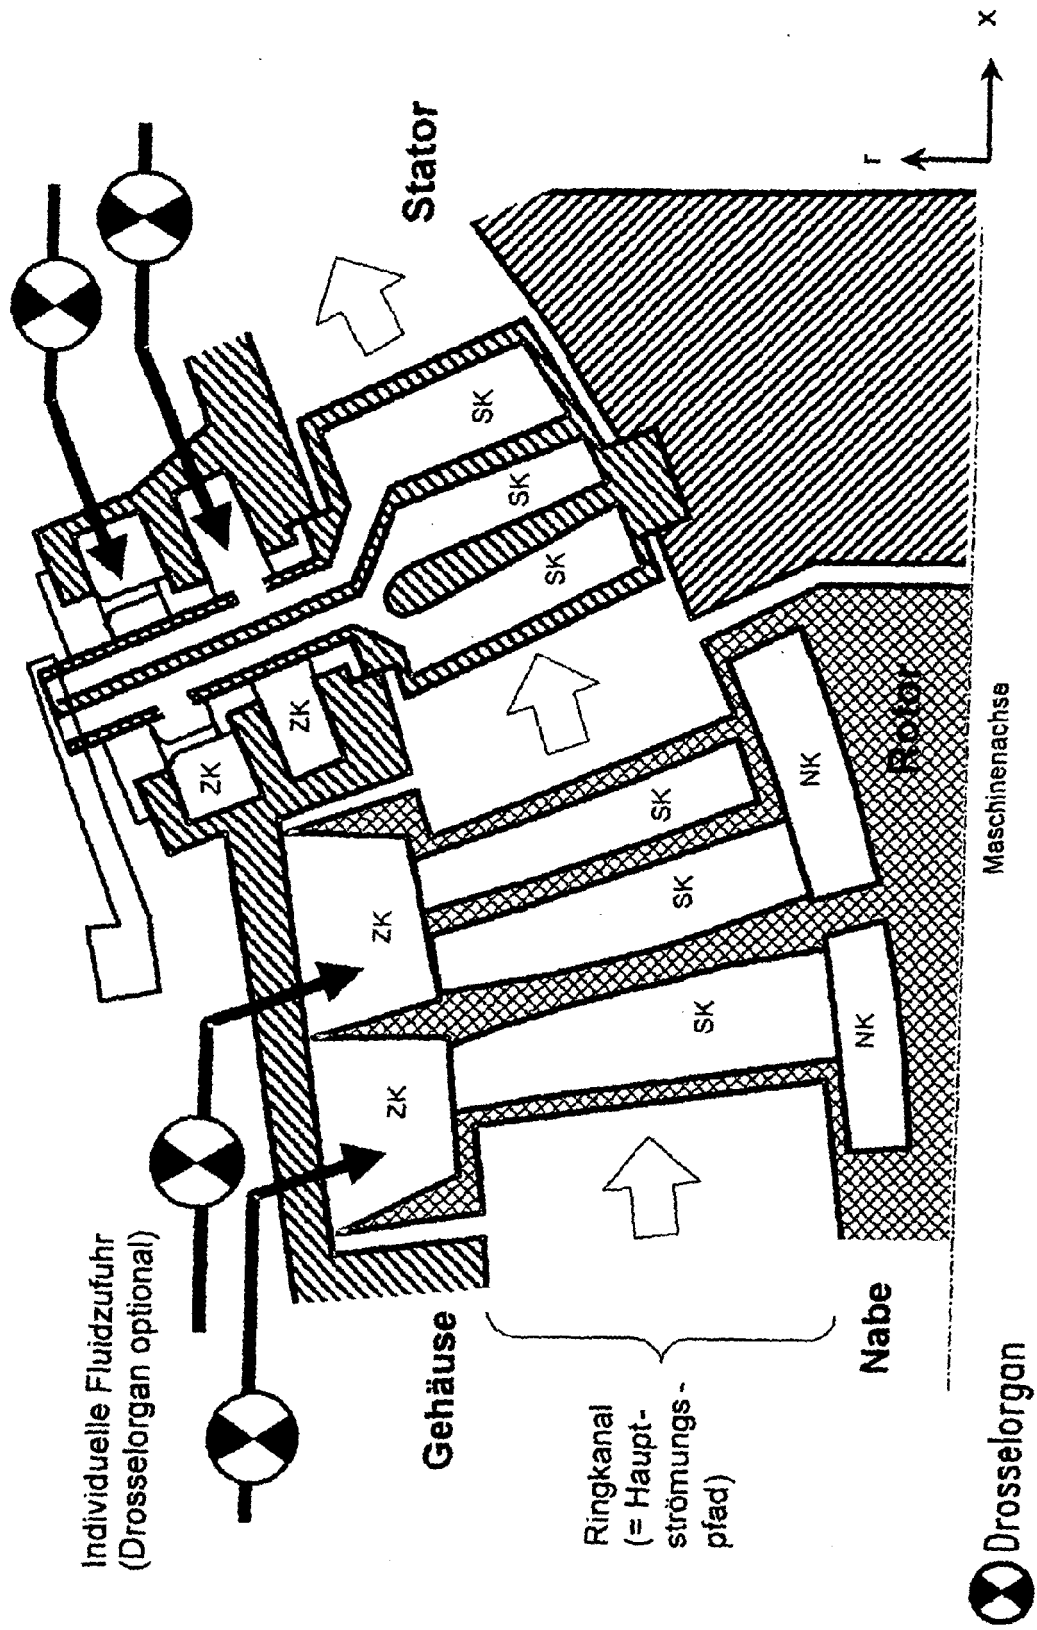 Individuelle Fluidzufuhr
(Drosselorgan optional)
Gehäuse
Ringkanal
(= Haupt-
strömungs-
pfad)
Nabe
Drosselorgan
ZK
ZK
ZK
ZK
SK
SK
SK
NK
NK
SK
SK
SK
Rotor
Stator
Maschinenachse
r
x